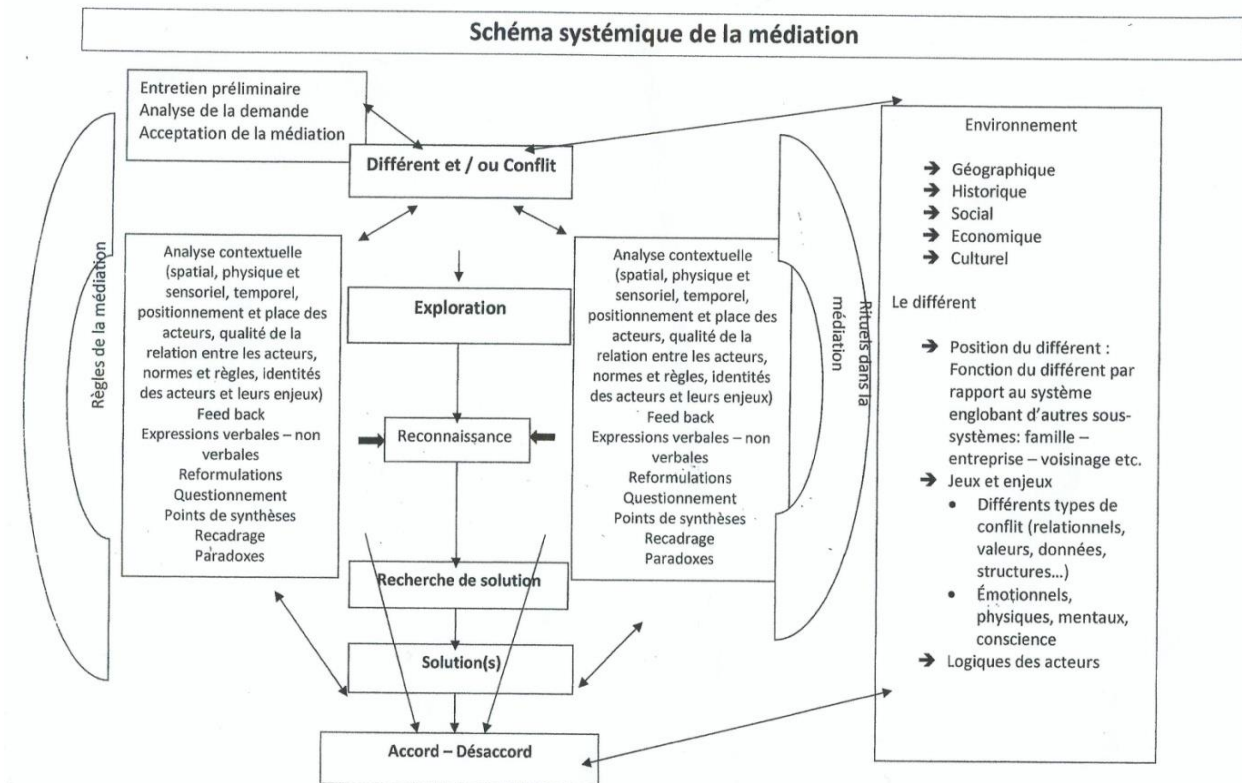 Schéma systémique de la médiation
Entretien préliminaire
Analyse de la demande
Acceptation de la médiation
Différent et / ou Conflit
Règles de la médiation
Analyse contextuelle
(spatial, physique et
sensoriel, temporel,
positionnement et place des
acteurs, qualité de la
relation entre les acteurs,
normes et règles, identités
des acteurs et leurs enjeux)
Feed back
Expressions verbales – non
verbales
Reformulations
Questionnement
Points de synthèses
Recadrage
Paradoxes
Exploration
Reconnaissance
Recherche de solution
Solution(s)
Accord – Désaccord
Analyse contextuelle
(spatial, physique et
sensoriel, temporel,
positionnement et place des
acteurs, qualité de la
relation entre les acteurs,
normes et règles, identités
des acteurs et leurs enjeux)
Feed back
Expressions verbales – non
verbales
Reformulations
Questionnement
Points de synthèses
Recadrage
Paradoxes
Rituels dans la
médiation
Environnement
➔ Géographique
➔ Historique
➔ Social
➔ Economique
➔ Culturel
Le différent
➔ Position du différent :
Fonction du différent par
rapport au système
englobant d'autres sous-
systèmes: famille –
entreprise – voisinage etc.
➔ Jeux et enjeux
• Différents types de
conflit (relationnels,
valeurs, données,
structures…)
• Émotionnels,
physiques, mentaux,
conscience
➔ Logiques des acteurs